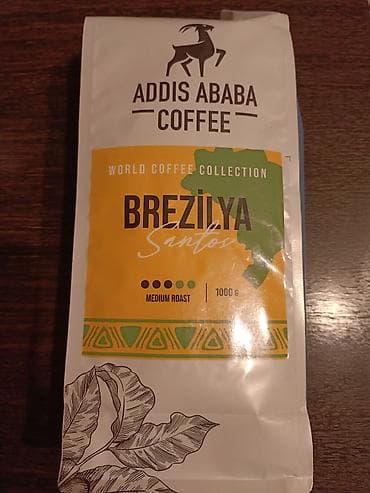 ADDIS ABABA
COFFEE
WORLD COFFEE COLLECTION
BREZİLYA
Santos
MEDIUM ROAST | 1000 g